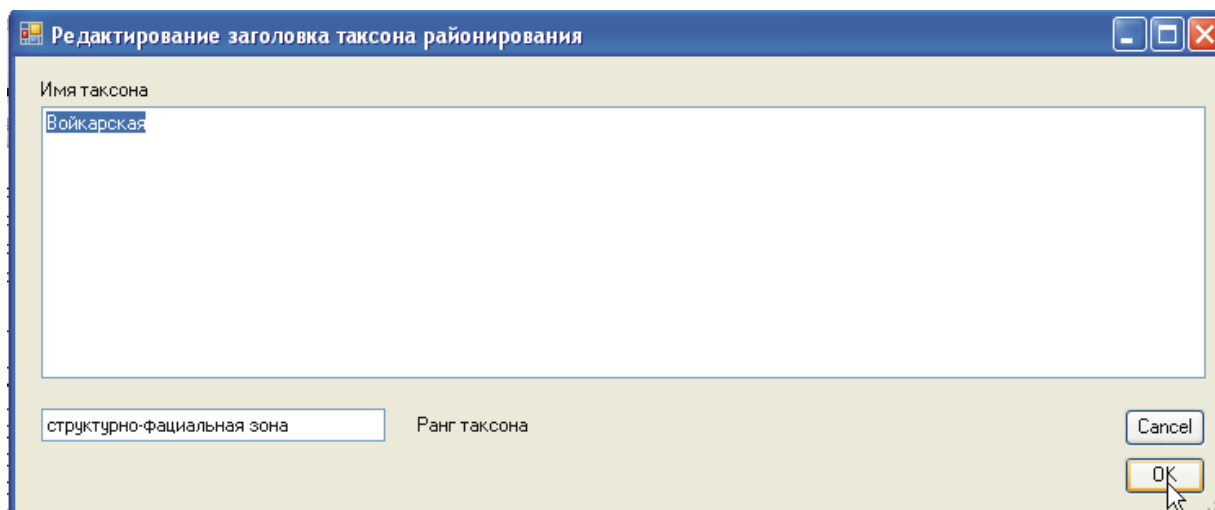 Редактирование заголовка таксона районирования
Имя таксона
Войкарская
структурно-фациальная зона Ранг таксона
Cancel
OK